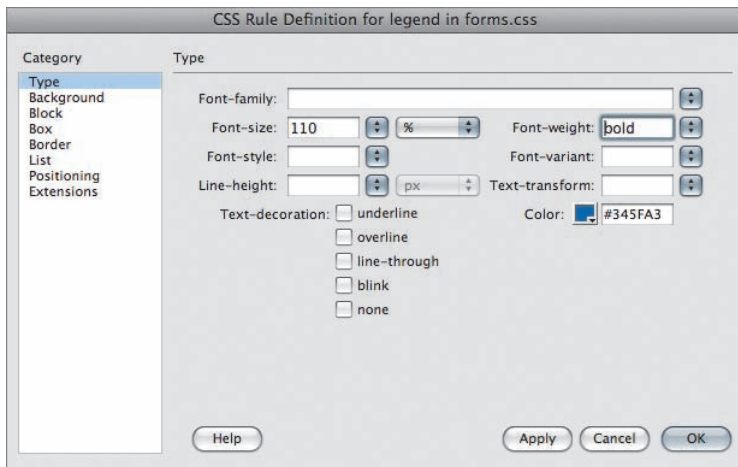 CSS Rule Definition for legend in forms.css
Category
Type
Background
Block
Box
Border
List
Positioning
Extensions
Type
Font-family:
Font-size: 110 % Font-weight: bold
Font-style: Font-variant:
Line-height: px Text-transform:
Text-decoration: underline Color: #345FA3
overline
line-through
blink
none
Help Apply Cancel OK